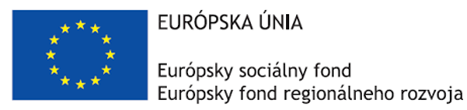 EURÓPSKA ÚNIA
Európsky sociálny fond
Európsky fond regionálneho rozvoja